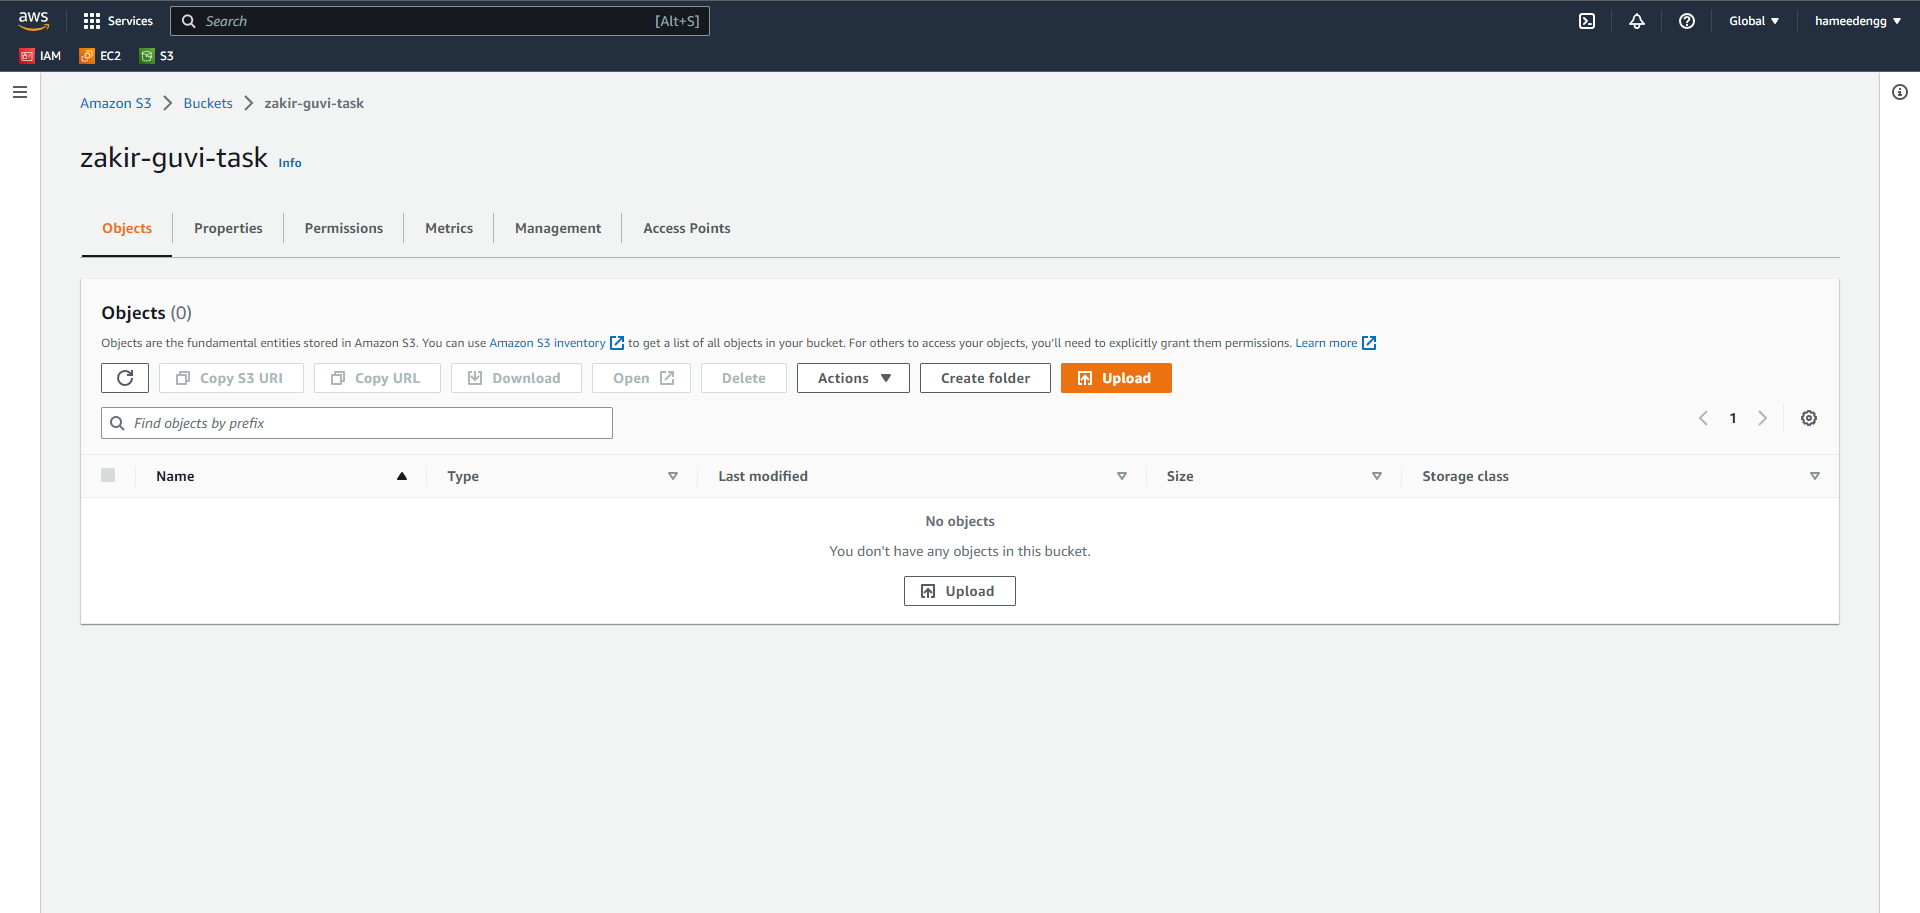 aws Services Search [Alt+S] Global hameedengg
IAM EC2 S3
Amazon S3 Buckets zakir-guvi-task
zakir-guvi-task Info
Objects Properties Permissions Metrics Management Access Points
Objects (0)
Objects are the fundamental entities stored in Amazon S3. You can use Amazon S3 inventory to get a list of all objects in your bucket. For others to access your objects, you'll need to explicitly grant them permissions. Learn more
Copy S3 URI Copy URL Download Open Delete Actions Create folder Upload
Find objects by prefix 1
Name Type Last modified Size Storage class
No objects
You don't have any objects in this bucket.
Upload